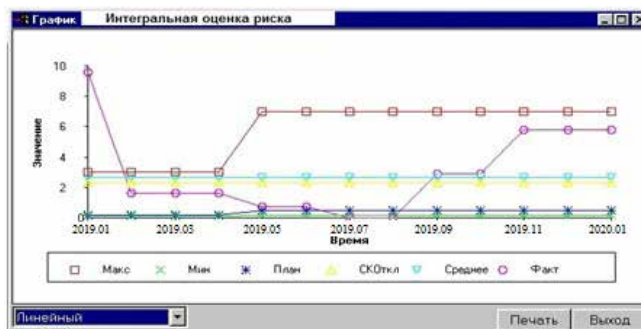 График
Интегральная оценка риска
10
8
6
4
2
0
Значение
2019.01 2019.05 2019.05 2019.06 2019.07 2019.09 2019.11 2020.01
Время
Макс Мин План СКОткл Среднее Факт
Линейный
Печать Выход